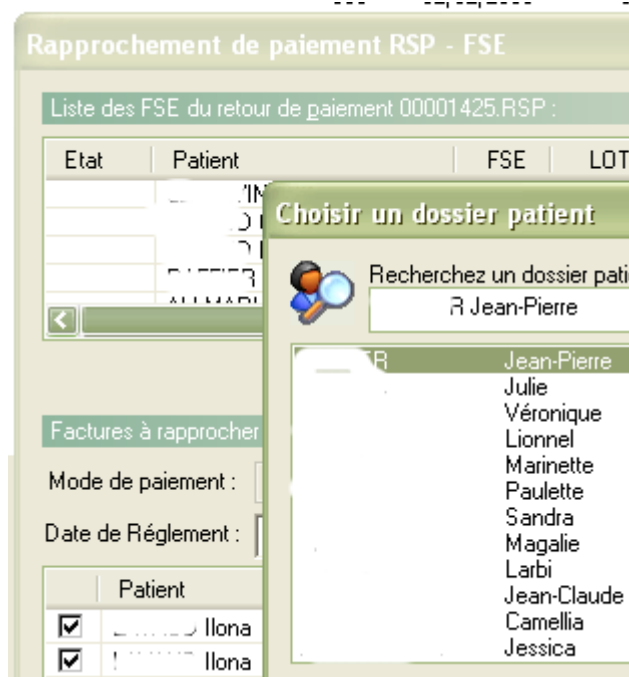 Rapprochement de paiement RSP - FSE
Liste des FSE du retour de paiement 00001425.RSP :
Etat Patient FSE LOT
Choisir un dossier patient
Recherchez un dossier pati
R Jean-Pierre
ER Jean-Pierre
Julie
Véronique
Lionnel
Marinette
Paulette
Sandra
Magalie
Larbi
Jean-Claude
Camellia
Jessica
Factures à rapprocher
Mode de paiement :
Date de Réglement :
Patient
Ilona
Ilona